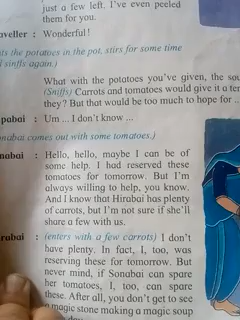 just a few left. I've even peeled
them for you.
aveller : Wonderful!
ts the potatoes in the pot, stirs for some time
sniffs again.)
What with the pototoes you've given, the sou
(Sniffs) Carrots and tomatoes would give it a ter
they? But that would be too much to hope for ..
pabai : Um ... I don't know ...
onabai comes out with some tomatoes.)
nabai : Hello, hello, maybe I can be of
some help. I had reserved these
tomatoes for tomorrow. But I'm
always willing to help, you know.
And I know that Hirabai has plenty
of carrots, but I'm not sure if she'll
share a few with us.
irabai : (enters with a few carrots) I don't
have plenty. In fact, I, too, was
reserving these for tomorrow. But
never mind, if Sonabai can spare
her tomatoes, I, too, can spare
these. After all, you don't get to see
magic stone making a magic soup